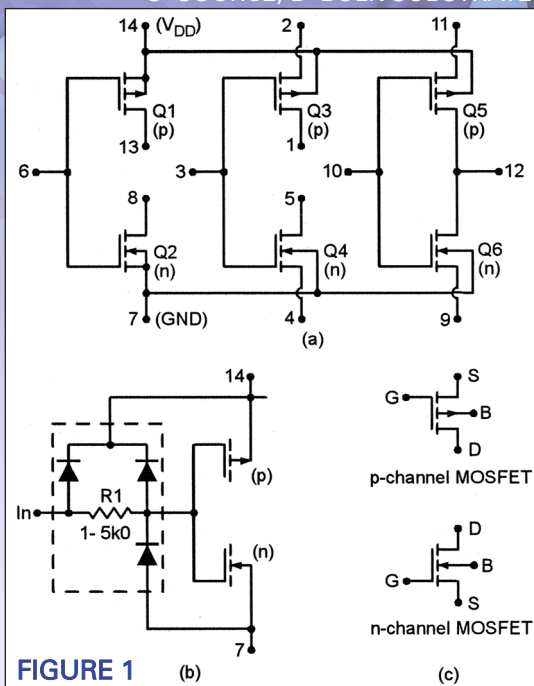 14 (VDD) 2 11
Q1 Q3 Q5
(p) (p) (p)
13 1
6 3 10 12
8 5
Q2 Q4 Q6
(n) (n) (n)
7 (GND) 4 9
(a)
14
(p)
In R1
1- 5k0
(n)
7
(b)
S
G B
D
p-channel MOSFET
D
G B
S
n-channel MOSFET
(c)
FIGURE 1